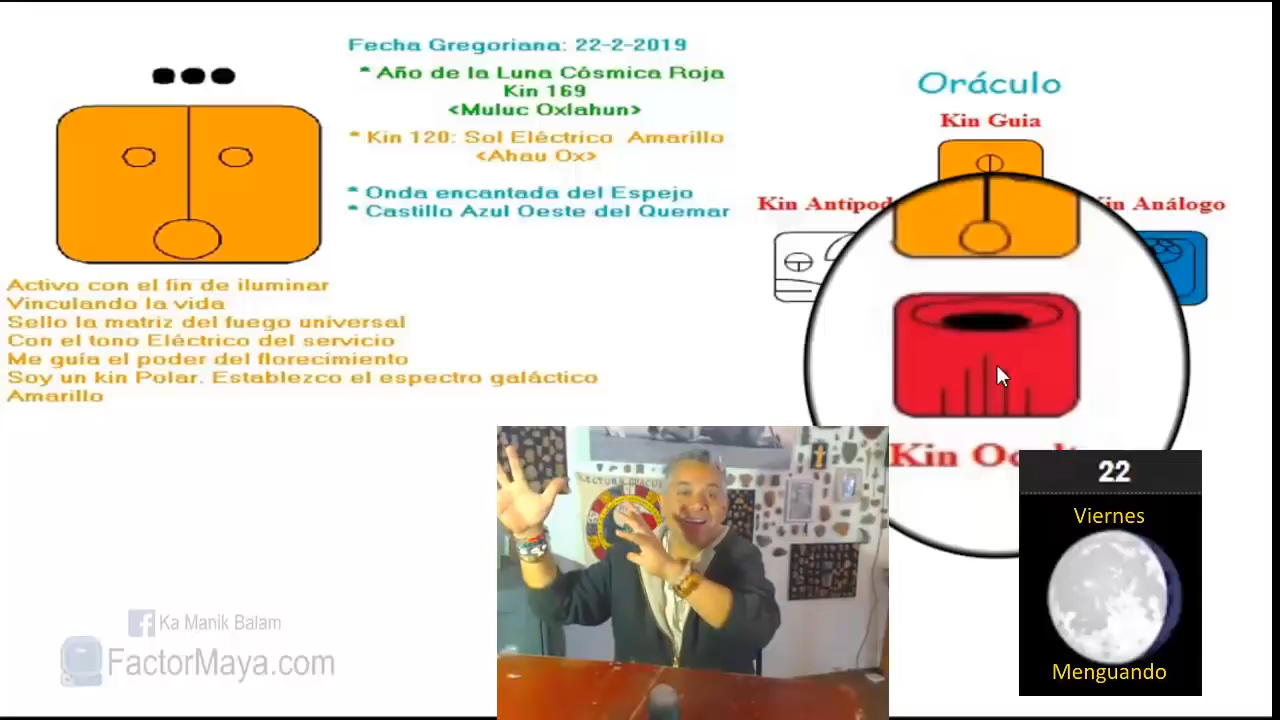 Fecha Gregoriana: 22-2-2019
* Año de la Luna Cósmica Roja
Kin 169
<Muluc Oxlahun>
* Kin 120: Sol Eléctrico Amarillo
<Ahau Ox>
* Onda encantada del Espejo
* Castillo Azul Oeste del Quemar
Activo con el fin de iluminar
Vinculando la vida
Sello la matriz del fuego universal
Con el tono Eléctrico del servicio
Me guía el poder del florecimiento
Soy un kin Polar. Establezco el espectro galáctico
Amarillo
Oráculo
Kin Guia
Kin Antípod
Kin Análogo
Kin
22
Viernes
Menguando
Ka Manik Balam
FactorMaya.com